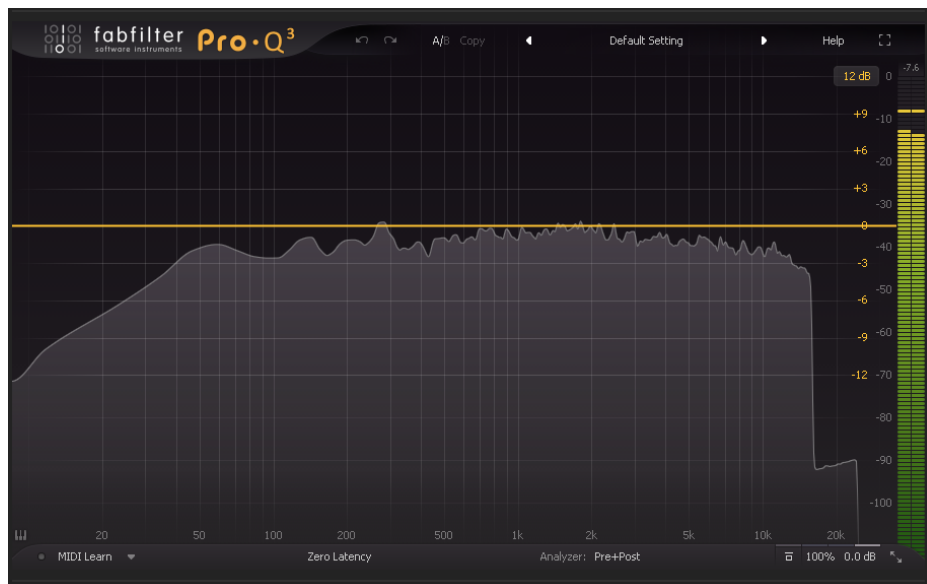 fabfilter
software instruments
Pro·Q³
A/B Copy
Default Setting
Help
12 dB 0 -7.6
+9 -10
+6 -20
+3 -30
0
-40
-3
-50
-6
-60
-9
-12 -70
-80
-90
-100
20 50 100 200 500 1k 2k 5k 10k 20k
MIDI Learn
Zero Latency
Analyzer: Pre+Post
100% 0.0 dB